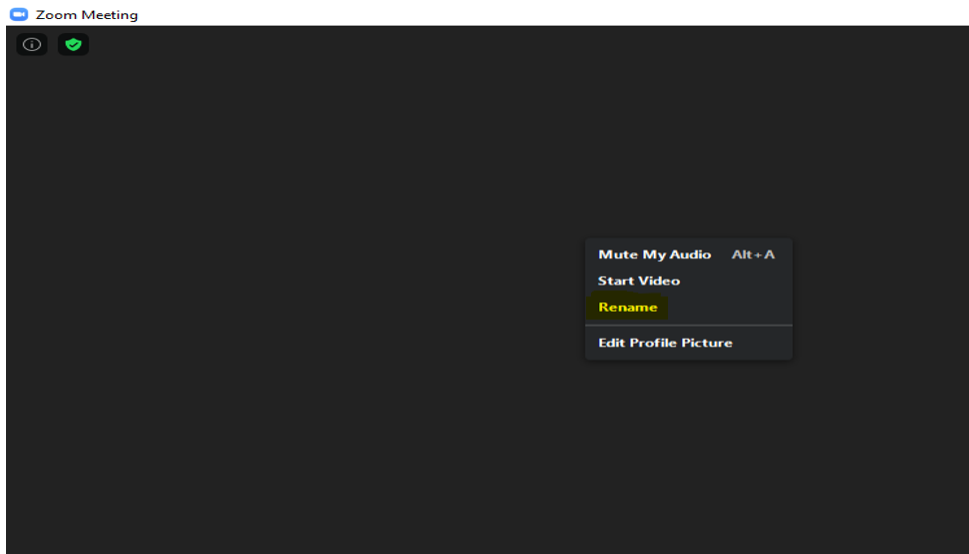 Zoom Meeting
Mute My Audio Alt+A
Start Video
Rename
Edit Profile Picture